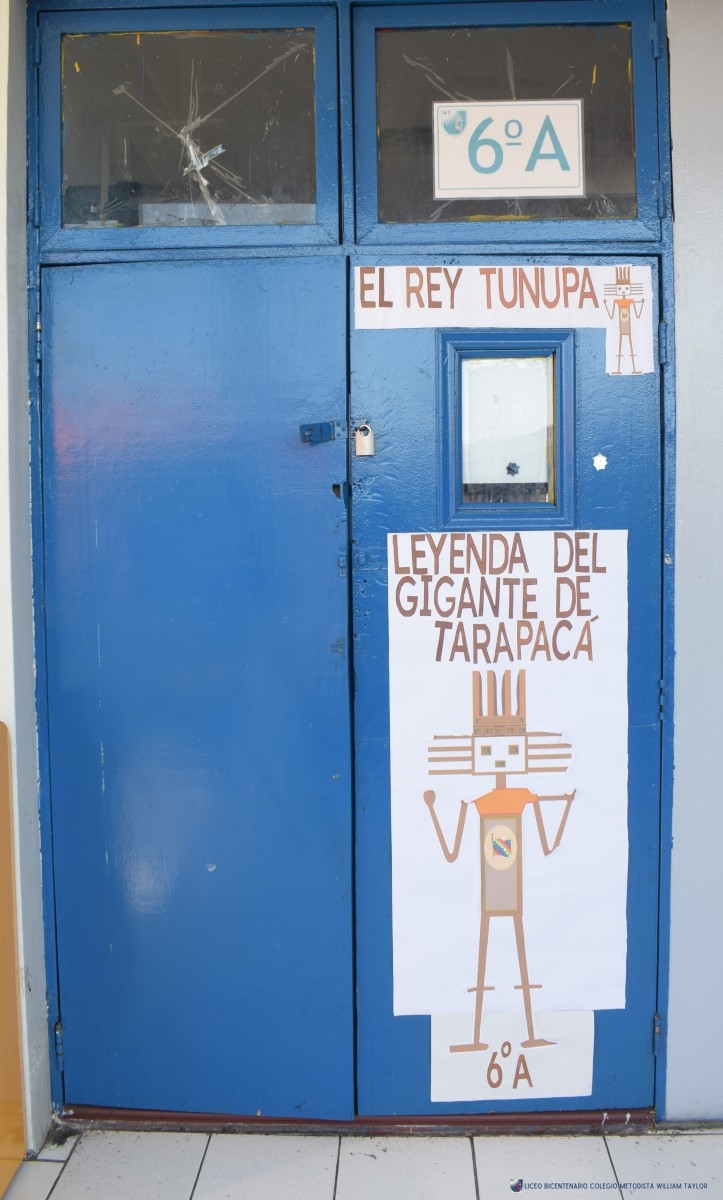 6º A
EL REY TUNUPA
LEYENDA DEL
GIGANTE DE
TARAPACÁ
6º A
LICEO BICENTENARIO COLEGIO METODISTA WILLIAM TAYLOR